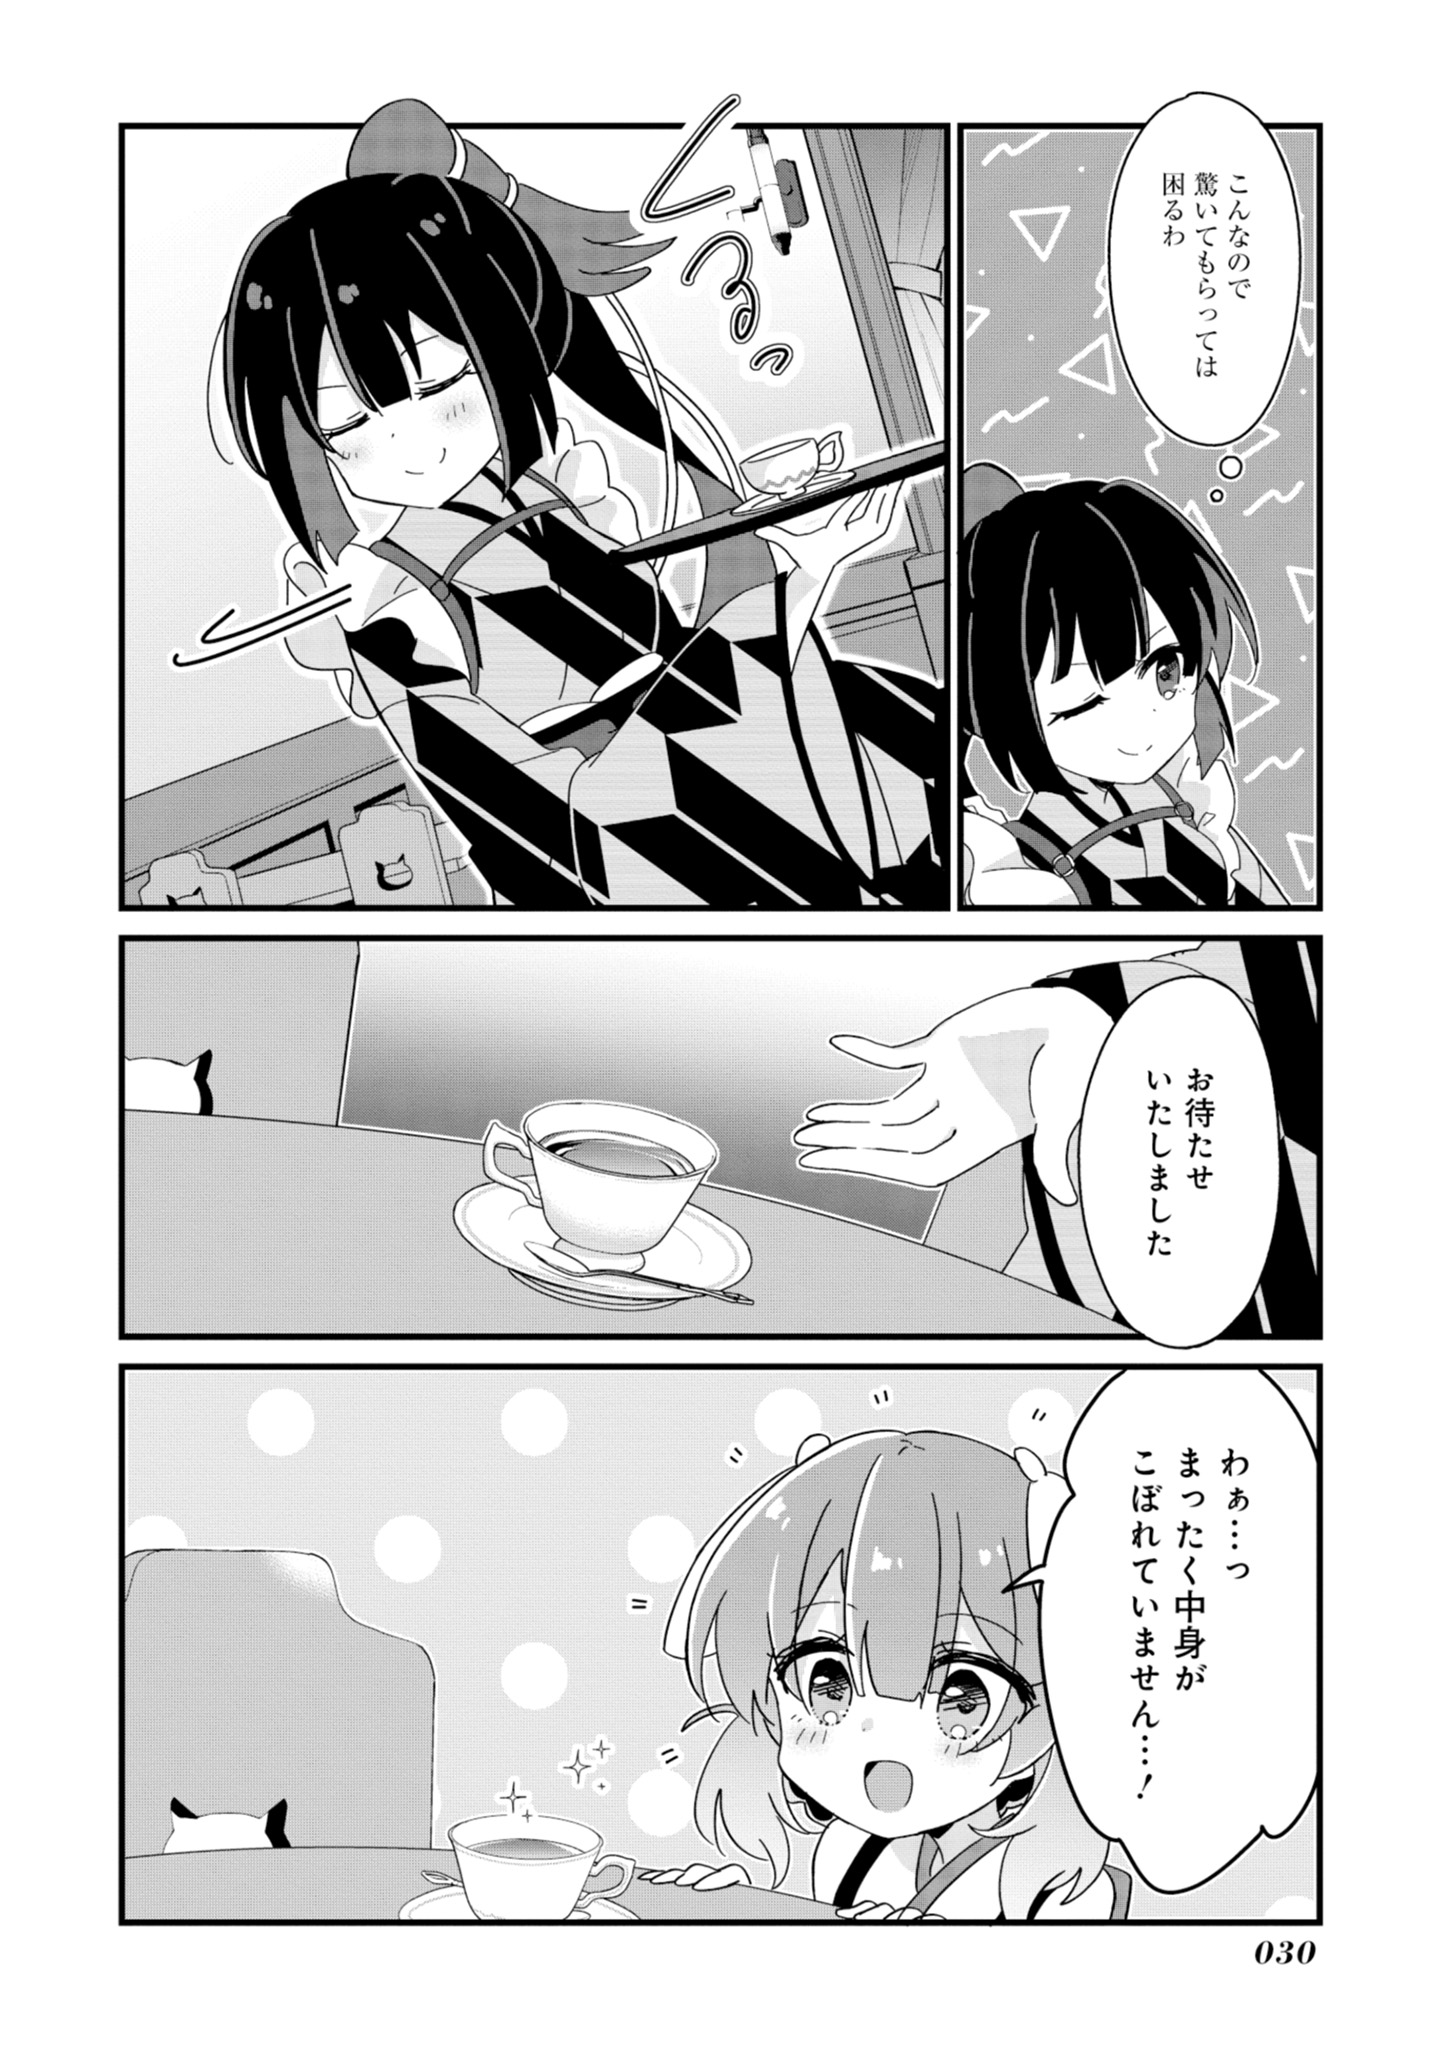 こんなので
驚いてもらっては
困るわ
くるっ
お待たせ
いたしました
わぁ…っ
まったく中身が
こぼれていません…！
030